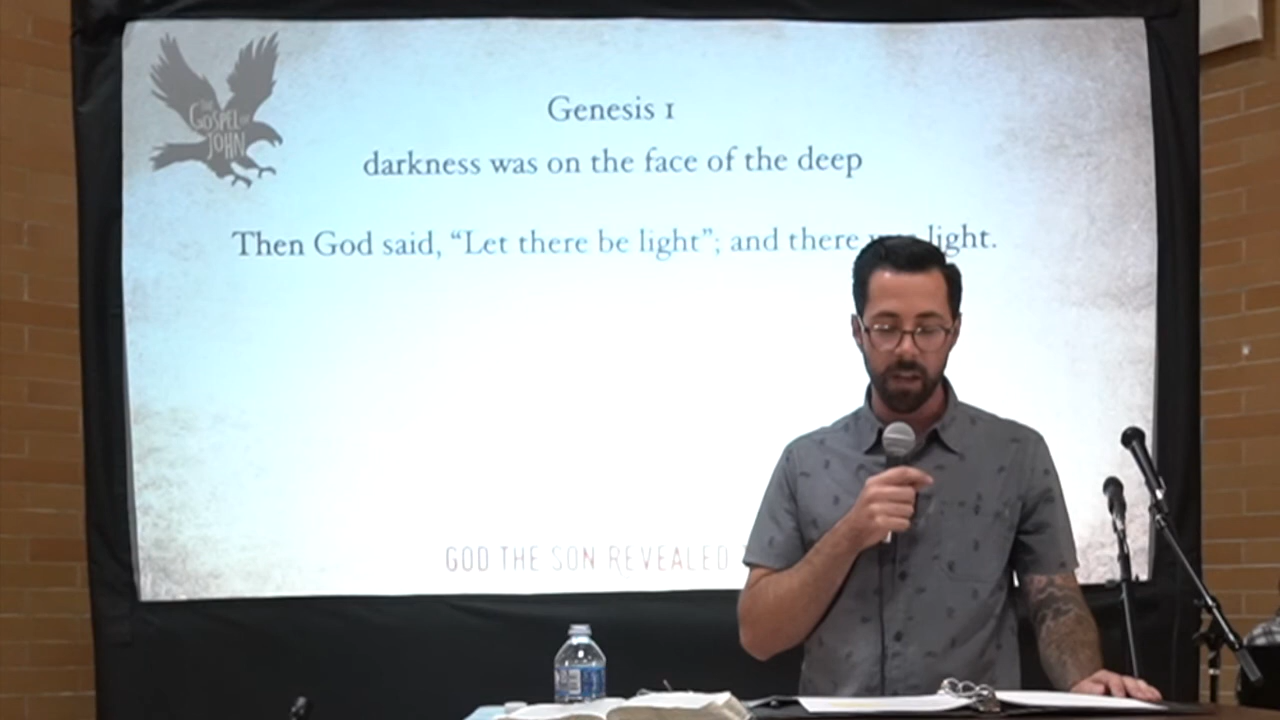 THE
GOSPEL OF
JOHN
Genesis 1
darkness was on the face of the deep
Then God said, “Let there be light”; and there was light.
GOD THE SON REVEALED